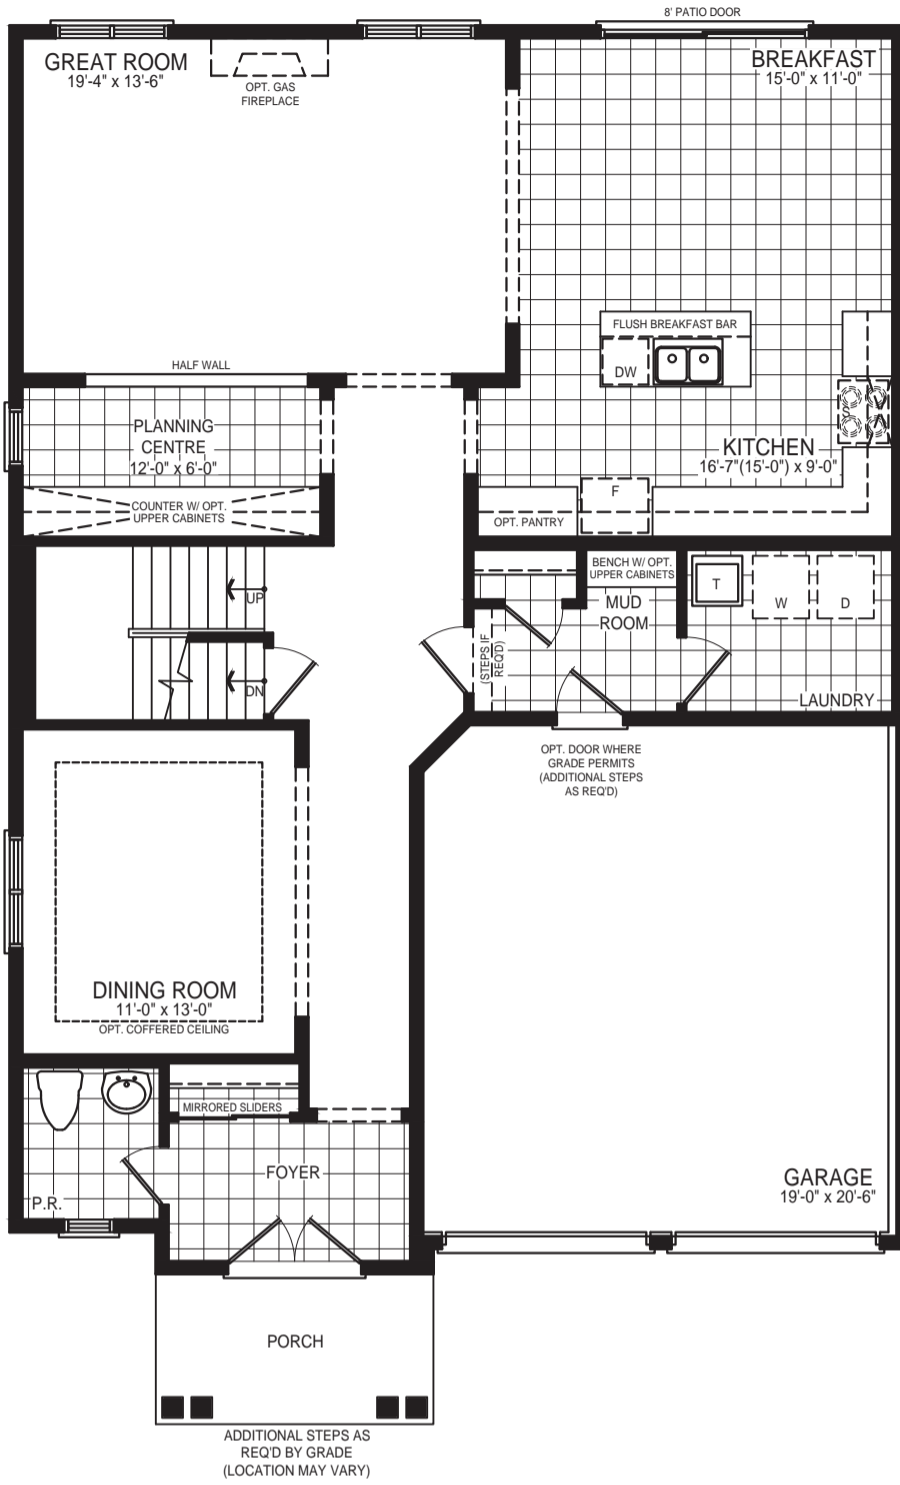 8' PATIO DOOR
GREAT ROOM
19'-4" x 13'-6"
OPT. GAS
FIREPLACE
BREAKFAST
15'-0" x 11'-0"
FLUSH BREAKFAST BAR
DW
HALF WALL
PLANNING
CENTRE
12'-0" x 6'-0"
COUNTER W/ OPT.
UPPER CABINETS
S
KITCHEN
16'-7"(15'-0") x 9'-0"
F
OPT. PANTRY
BENCH W/ OPT.
UPPER CABINETS
MUD
ROOM
T
W
D
UP
DN
(STEPS IF
REQ'D)
LAUNDRY
OPT. DOOR WHERE
GRADE PERMITS
(ADDITIONAL STEPS
AS REQ'D)
DINING ROOM
11'-0" x 13'-0"
OPT. COFFERED CEILING
MIRRORED SLIDERS
FOYER
P.R.
GARAGE
19'-0" x 20'-6"
PORCH
ADDITIONAL STEPS AS
REQ'D BY GRADE
(LOCATION MAY VARY)